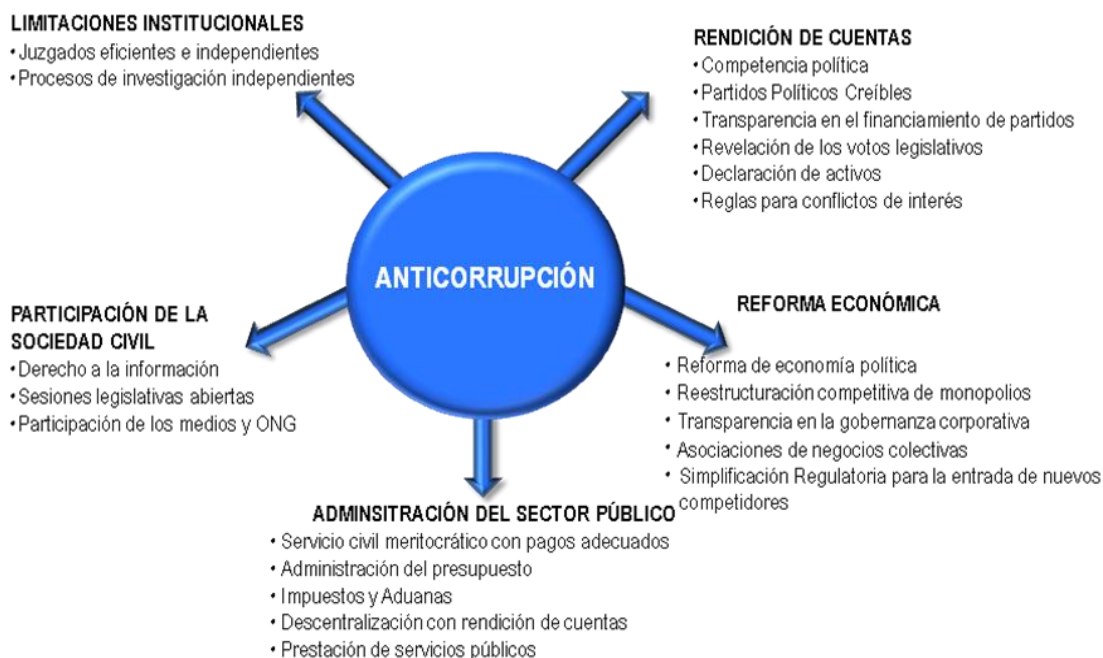 LIMITACIONES INSTITUCIONALES
•Juzgados eficientes e independientes
•Procesos de investigación independientes
RENDICIÓN DE CUENTAS
•Competencia política
•Partidos Políticos Creíbles
•Transparencia en el financiamiento de partidos
•Revelación de los votos legislativos
•Declaración de activos
•Reglas para conflictos de interés
ANTICORRUPCIÓN
PARTICIPACIÓN DE LA
SOCIEDAD CIVIL
•Derecho a la información
•Sesiones legislativas abiertas
•Participación de los medios y ONG
REFORMA ECONÓMICA
• Reforma de economía política
• Reestructuración competitiva de monopolios
• Transparencia en la gobernanza corporativa
• Asociaciones de negocios colectivas
• Simplificación Regulatoria para la entrada de nuevos
competidores
ADMINSITRACIÓN DEL SECTOR PÚBLICO
• Servicio civil meritocrático con pagos adecuados
• Administración del presupuesto
• Impuestos y Aduanas
• Descentralización con rendición de cuentas
• Prestación de servicios públicos